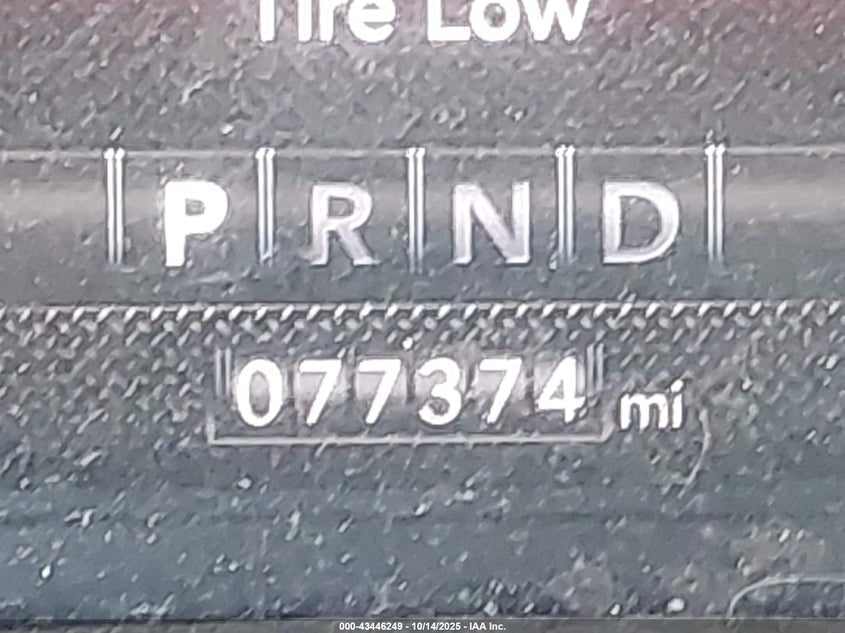 Tire Low
P R N D
077374 mi
000-43446249 - 10/14/2025 - IAA Inc.